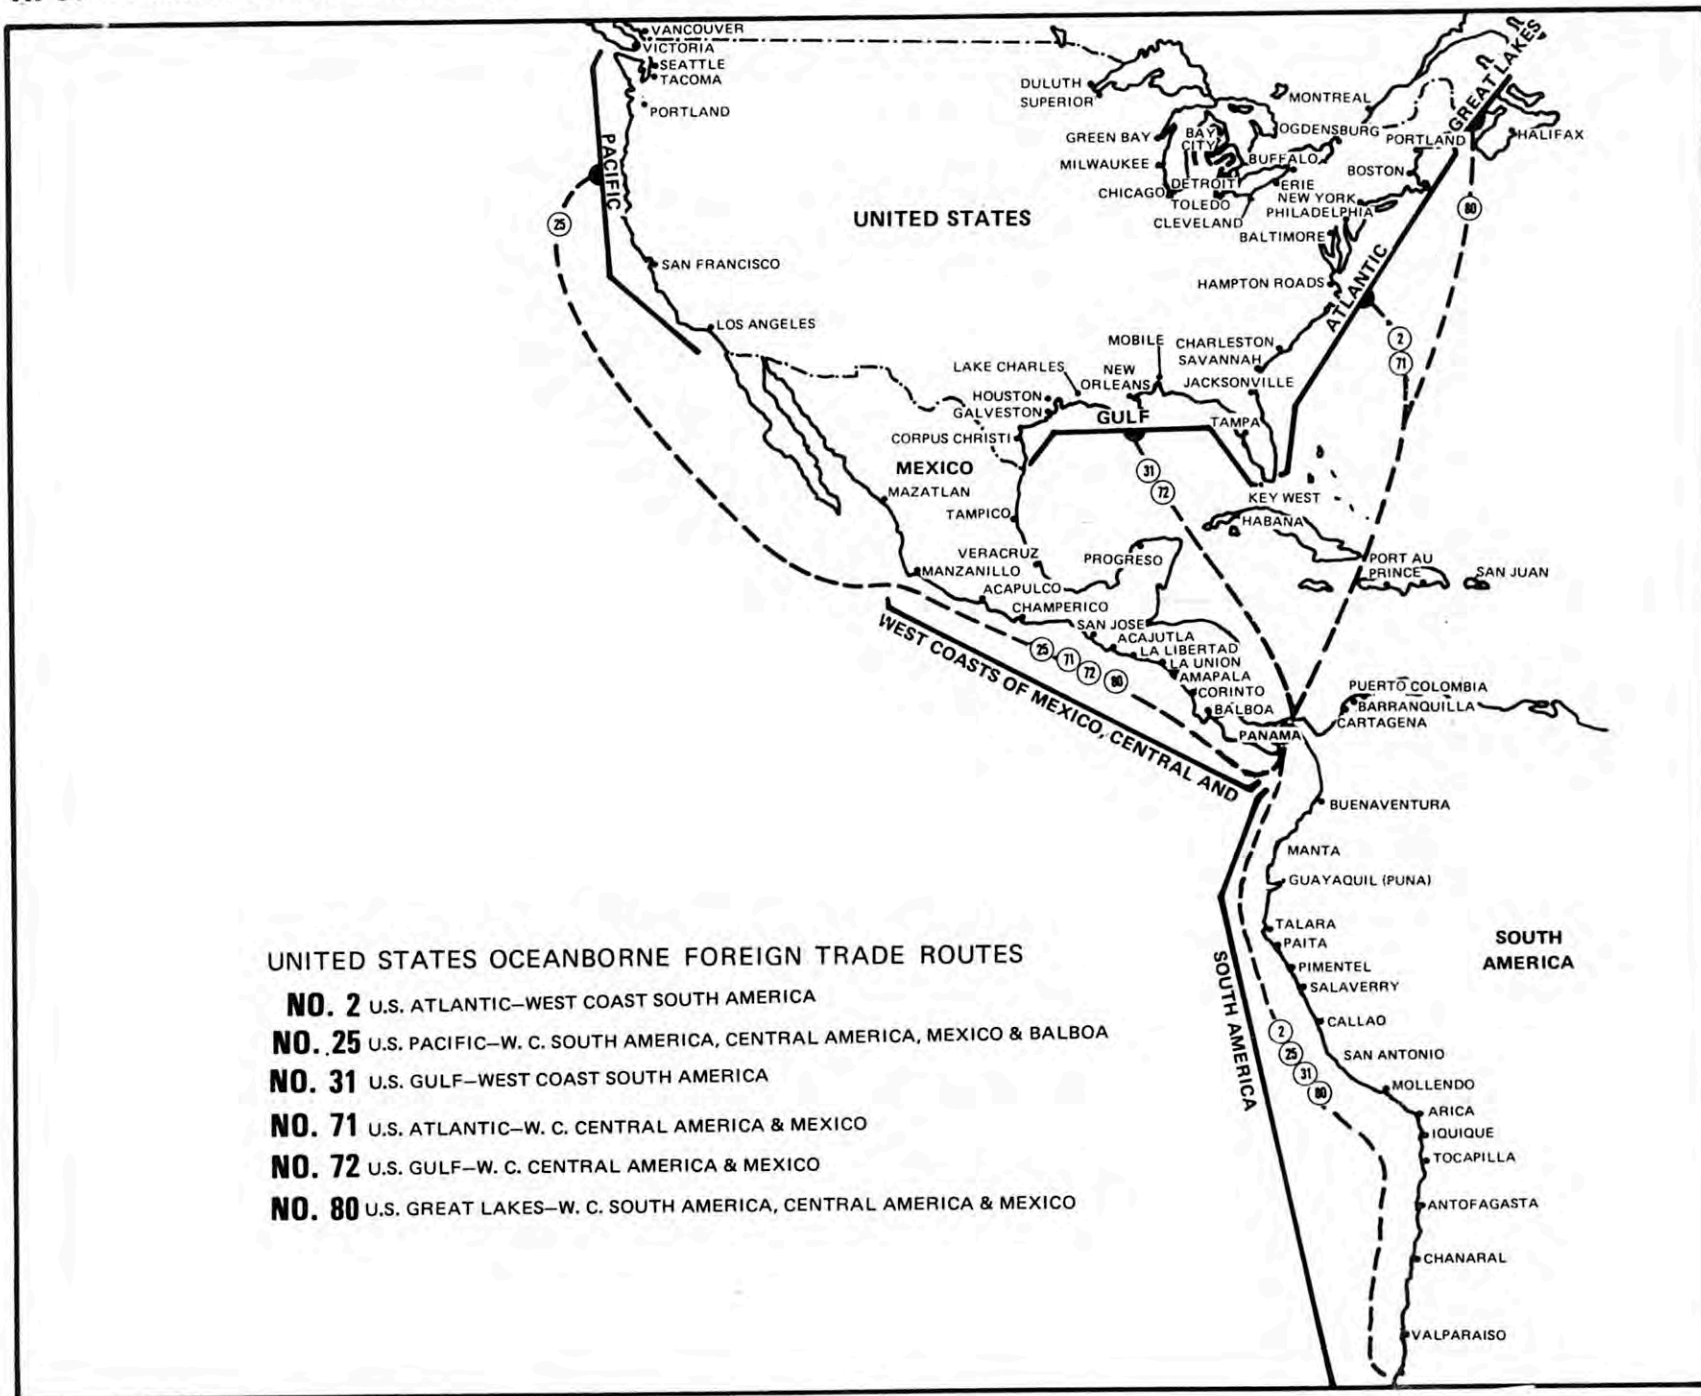 VANCOUVER
VICTORIA
SEATTLE
TACOMA
PORTLAND
PACIFIC
25
SAN FRANCISCO
LOS ANGELES
UNITED STATES
DULUTH
SUPERIOR
GREEN BAY
MILWAUKEE
CHICAGO
BAY
CITY
DETROIT
TOLEDO
CLEVELAND
MONTREAL
OGDENSBURG
BUFFALO
ERIE
NEW YORK
PHILADELPHIA
BALTIMORE
HAMPTON ROADS
PORTLAND
BOSTON
GREAT LAKES
HALIFAX
80
ATLANTIC
2
71
MOBILE
CHARLESTON
SAVANNAH
LAKE CHARLES
NEW
ORLEANS
JACKSONVILLE
HOUSTON
GALVESTON
GULF
TAMPA
CORPUS CHRISTI
MEXICO
31
72
KEY WEST
MAZATLAN
TAMPICO
HABANA
VERACRUZ
PROGRESO
PORT AU
PRINCE
SAN JUAN
MANZANILLO
ACAPULCO
CHAMPERICO
SAN JOSE
ACAJUTLA
LA LIBERTAD
LA UNION
AMAPALA
CORINTO
BALBOA
PANAMA
25
71
72
80
WEST COASTS OF MEXICO, CENTRAL AND
PUERTO COLOMBIA
BARRANQUILLA
CARTAGENA
BUENAVENTURA
MANTA
GUAYAQUIL (PUNA)
TALARA
PAITA
PIMENTEL
SALAVERRY
CALLAO
SAN ANTONIO
MOLLENDO
ARICA
IQUIQUE
TOCAPILLA
ANTOFAGASTA
CHANARAL
VALPARAISO
SOUTH
AMERICA
SOUTH AMERICA
2
25
31
80
UNITED STATES OCEANBORNE FOREIGN TRADE ROUTES
NO. 2 U.S. ATLANTIC–WEST COAST SOUTH AMERICA
NO. 25 U.S. PACIFIC–W. C. SOUTH AMERICA, CENTRAL AMERICA, MEXICO & BALBOA
NO. 31 U.S. GULF–WEST COAST SOUTH AMERICA
NO. 71 U.S. ATLANTIC–W. C. CENTRAL AMERICA & MEXICO
NO. 72 U.S. GULF–W. C. CENTRAL AMERICA & MEXICO
NO. 80 U.S. GREAT LAKES–W. C. SOUTH AMERICA, CENTRAL AMERICA & MEXICO